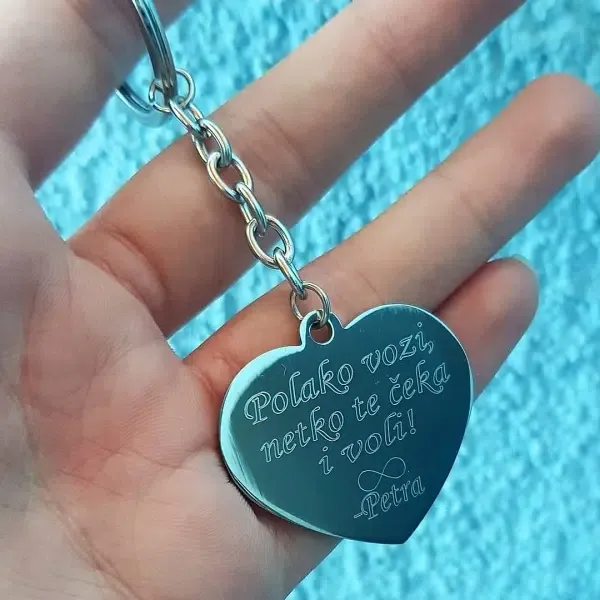 Polako vozi,
netko te čeka
i voli!
∞
-Petra